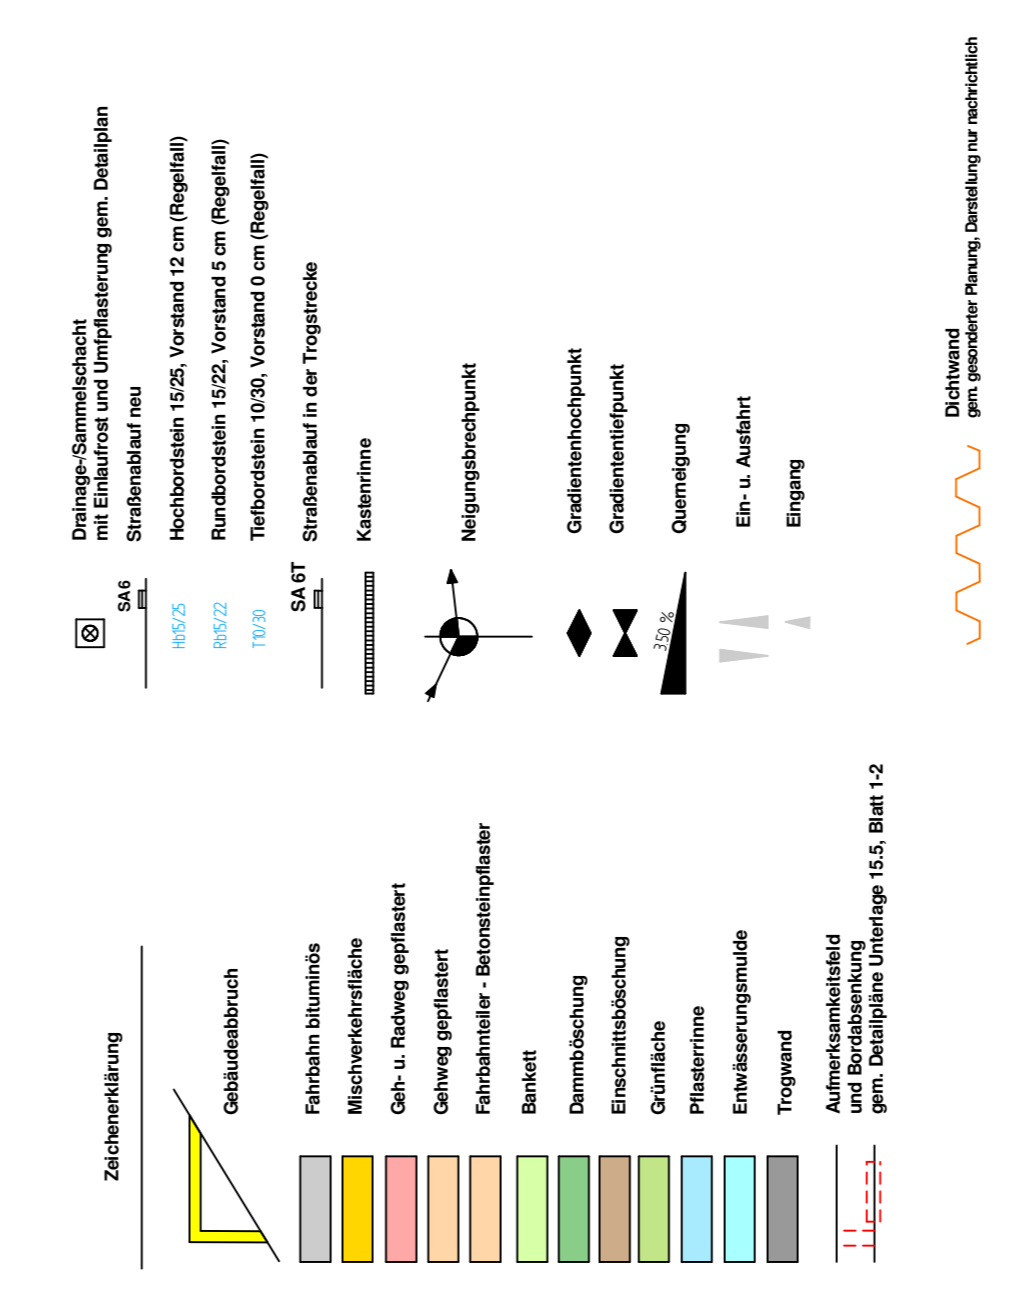 Zeichenerklärung
Gebäudeabbruch
Fahrbahn bituminös
Mischverkehrsfläche
Geh- u. Radweg gepflastert
Gehweg gepflastert
Fahrbahnteiler - Betonsteinpflaster
Bankett
Dammböschung
Einschnittsböschung
Grünfläche
Pflasterrinne
Entwässerungsmulde
Trogwand
Aufmerksamkeitsfeld
und Bordabsenkung
gem. Detailpläne Unterlage 15.5, Blatt 1-2
Drainage-/Sammelschacht
mit Einlaufrost und Umfpflasterung gem. Detailplan
SA6
Straßenablauf neu
Hb15/25
Hochbordstein 15/25, Vorstand 12 cm (Regelfall)
Rb15/22
Rundbordstein 15/22, Vorstand 5 cm (Regelfall)
T10/30
Tiefbordstein 10/30, Vorstand 0 cm (Regelfall)
SA 6T
Straßenablauf in der Trogstrecke
Kastenrinne
Neigungsbrechpunkt
Gradientenhochpunkt
Gradiententiefpunkt
3.50 %
Querneigung
Ein- u. Ausfahrt
Eingang
Dichtwand
gem. gesonderter Planung, Darstellung nur nachrichtlich